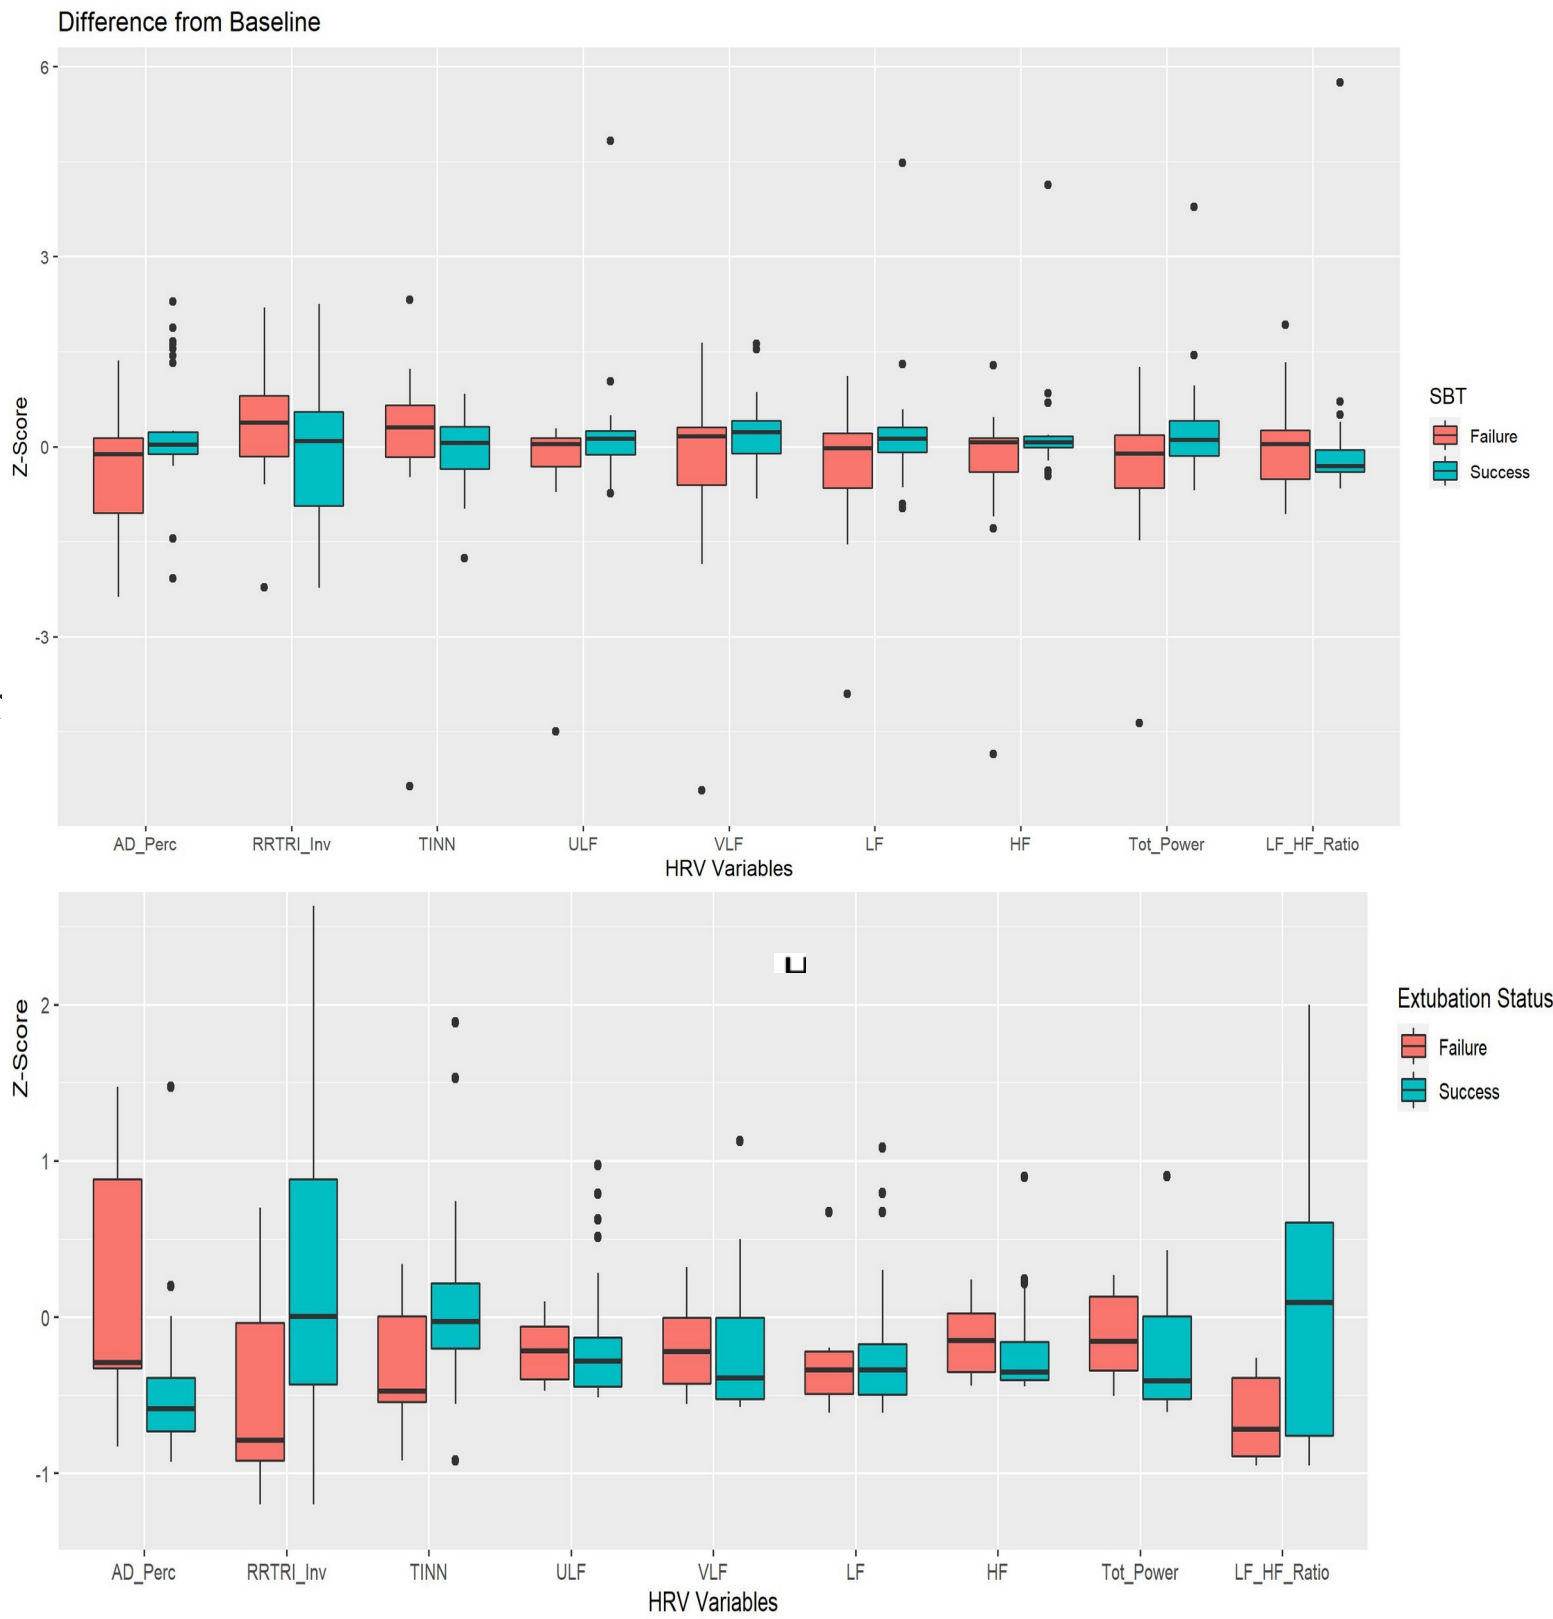 Difference from Baseline
6
3
0
-3
Z-Score
AD_Perc RRTRI_Inv TINN ULF VLF LF HF Tot_Power LF_HF_Ratio
HRV Variables
SBT
Failure
Success
2
1
0
-1
Z-Score
AD_Perc RRTRI_Inv TINN ULF VLF LF HF Tot_Power LF_HF_Ratio
HRV Variables
Extubation Status
Failure
Success